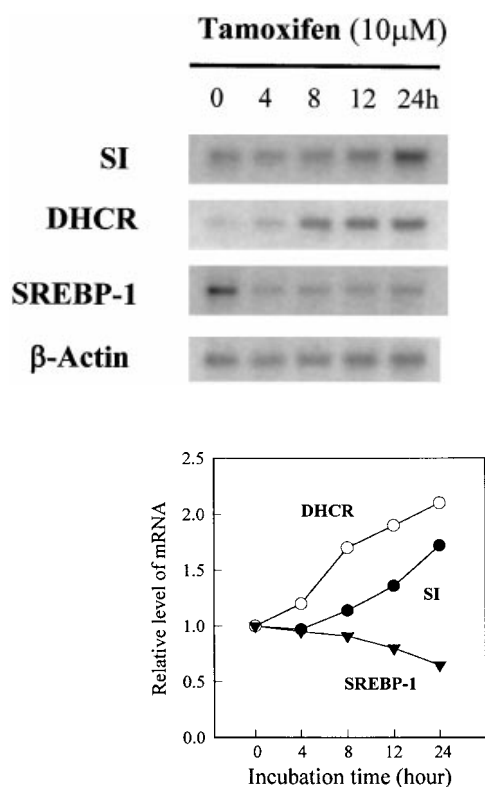 Tamoxifen (10μM)
0 4 8 12 24h
SI
DHCR
SREBP-1
β-Actin
2.5
2.0
1.5
1.0
0.5
0.0
Relative level of mRNA
DHCR
SI
SREBP-1
0 4 8 12 24
Incubation time (hour)